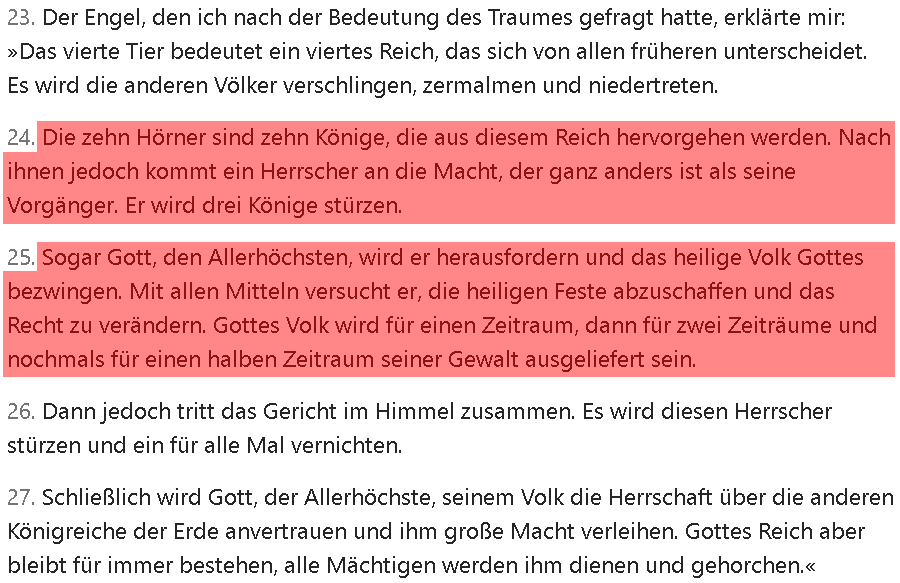 23. Der Engel, den ich nach der Bedeutung des Traumes gefragt hatte, erklärte mir:
»Das vierte Tier bedeutet ein viertes Reich, das sich von allen früheren unterscheidet.
Es wird die anderen Völker verschlingen, zermalmen und niedertreten.
24. Die zehn Hörner sind zehn Könige, die aus diesem Reich hervorgehen werden. Nach
ihnen jedoch kommt ein Herrscher an die Macht, der ganz anders ist als seine
Vorgänger. Er wird drei Könige stürzen.
25. Sogar Gott, den Allerhöchsten, wird er herausfordern und das heilige Volk Gottes
bezwingen. Mit allen Mitteln versucht er, die heiligen Feste abzuschaffen und das
Recht zu verändern. Gottes Volk wird für einen Zeitraum, dann für zwei Zeiträume und
nochmals für einen halben Zeitraum seiner Gewalt ausgeliefert sein.
26. Dann jedoch tritt das Gericht im Himmel zusammen. Es wird diesen Herrscher
stürzen und ein für alle Mal vernichten.
27. Schließlich wird Gott, der Allerhöchste, seinem Volk die Herrschaft über die anderen
Königreiche der Erde anvertrauen und ihm große Macht verleihen. Gottes Reich aber
bleibt für immer bestehen, alle Mächtigen werden ihm dienen und gehorchen.«